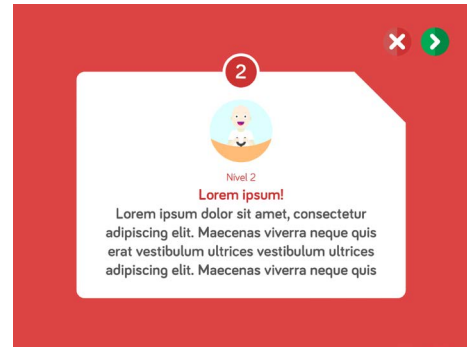 2
Nivel 2
Lorem ipsum!
Lorem ipsum dolor sit amet, consectetur
adipiscing elit. Maecenas viverra neque quis
erat vestibulum ultrices vestibulum ultrices
adipiscing elit. Maecenas viverra neque quis